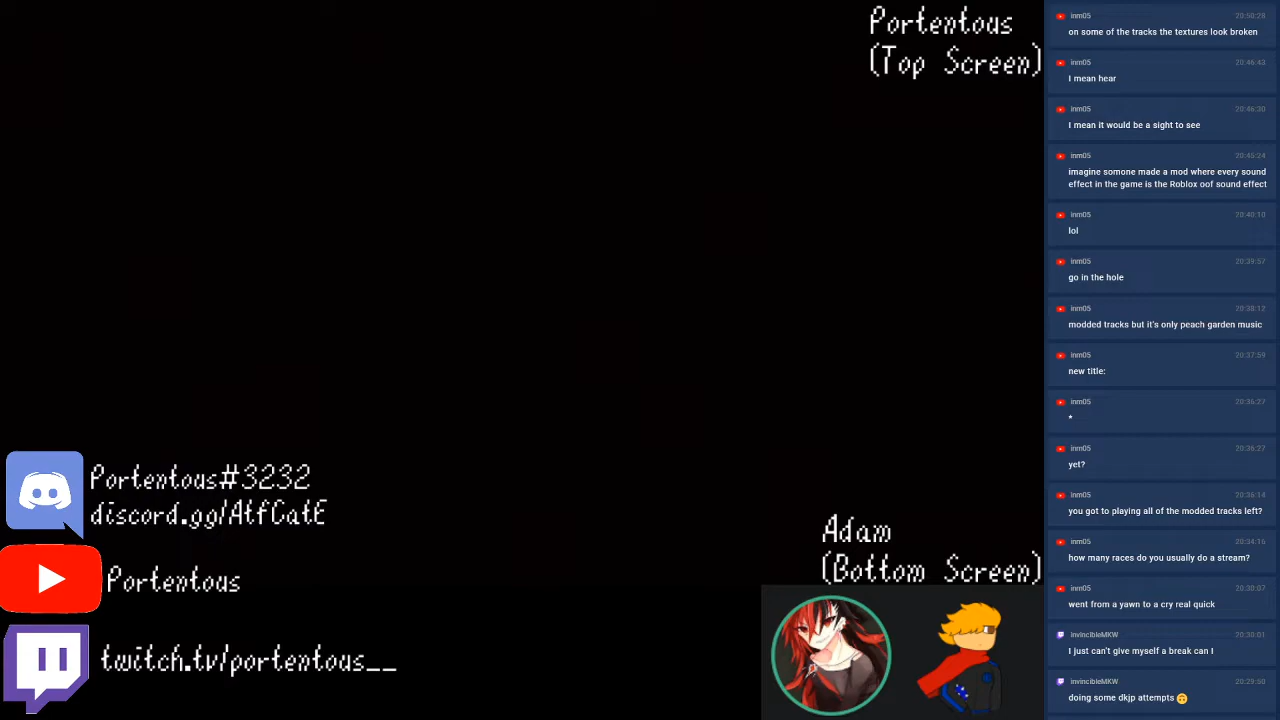 Portentous
(Top Screen)
Portentous#3232
discord.gg/AtfCatE
Portentous
twitch.tv/portentous__
Adam
(Bottom Screen)
inm05 20:50:28
on some of the tracks the textures look broken
inm05 20:46:43
I mean hear
inm05 20:46:30
I mean it would be a sight to see
inm05 20:45:24
imagine somone made a mod where every sound
effect in the game is the Roblox oof sound effect
inm05 20:40:10
lol
inm05 20:39:57
go in the hole
inm05 20:38:12
modded tracks but it's only peach garden music
inm05 20:37:59
new title:
inm05 20:36:27
*
inm05 20:36:27
yet?
inm05 20:36:14
you got to playing all of the modded tracks left?
inm05 20:34:16
how many races do you usually do a stream?
inm05 20:30:07
went from a yawn to a cry real quick
invincibleMKW 20:30:01
I just can't give myself a break can I
invincibleMKW 20:29:50
doing some dkjp attempts 🙃